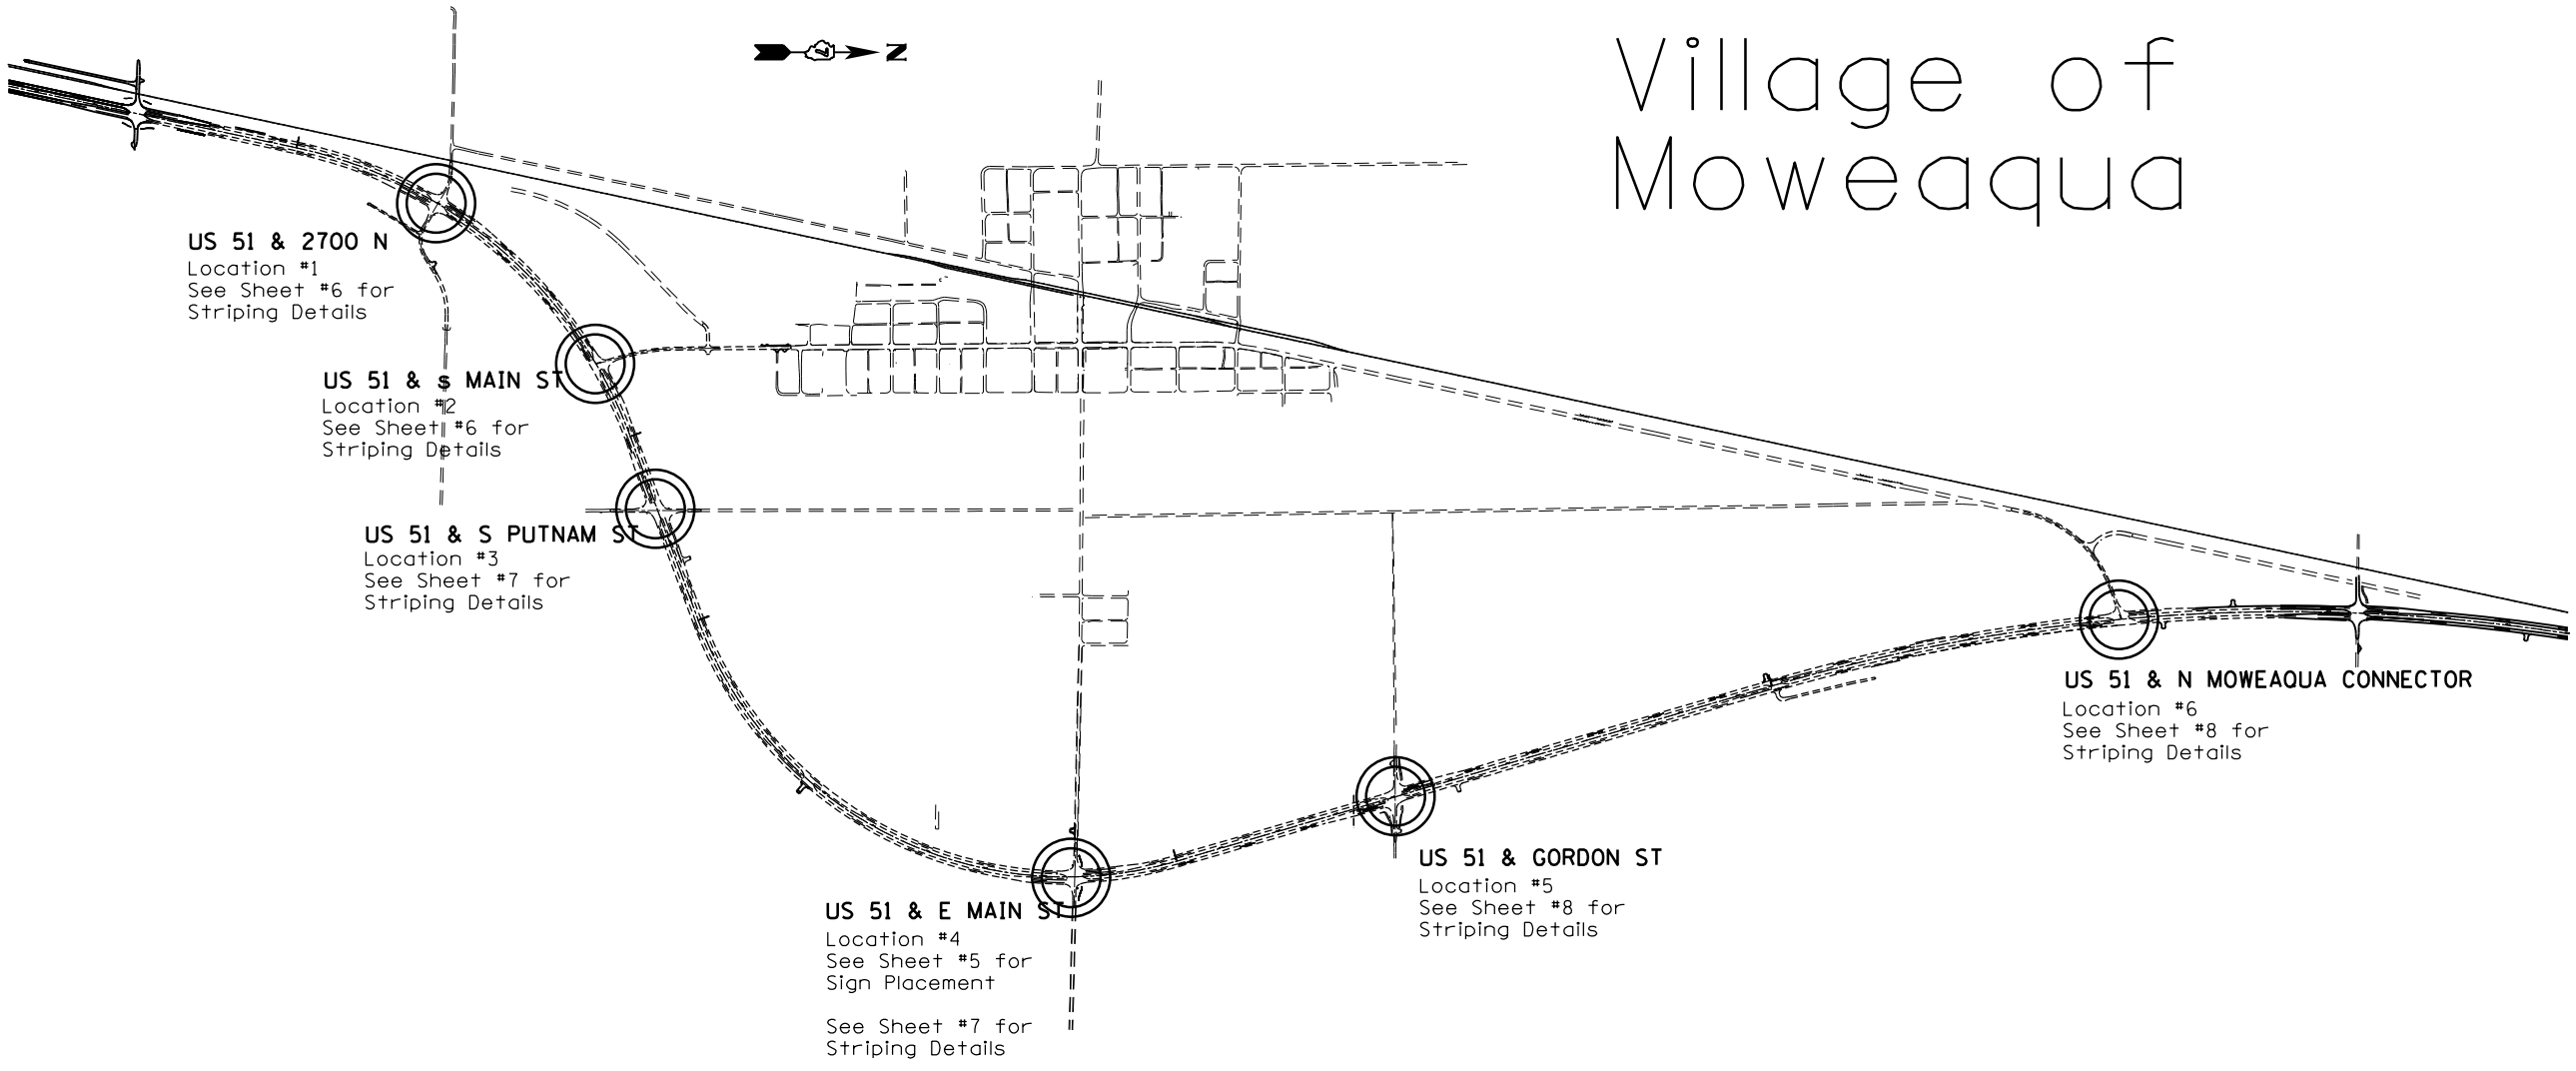 N
Village of
Moweaqua
US 51 & 2700 N
Location #1
See Sheet #6 for
Striping Details
US 51 & s MAIN ST
Location #2
See Sheet #6 for
Striping Details
US 51 & S PUTNAM ST
Location #3
See Sheet #7 for
Striping Details
US 51 & E MAIN ST
Location #4
See Sheet #5 for
Sign Placement
See Sheet #7 for
Striping Details
US 51 & GORDON ST
Location #5
See Sheet #8 for
Striping Details
US 51 & N MOWEAQUA CONNECTOR
Location #6
See Sheet #8 for
Striping Details